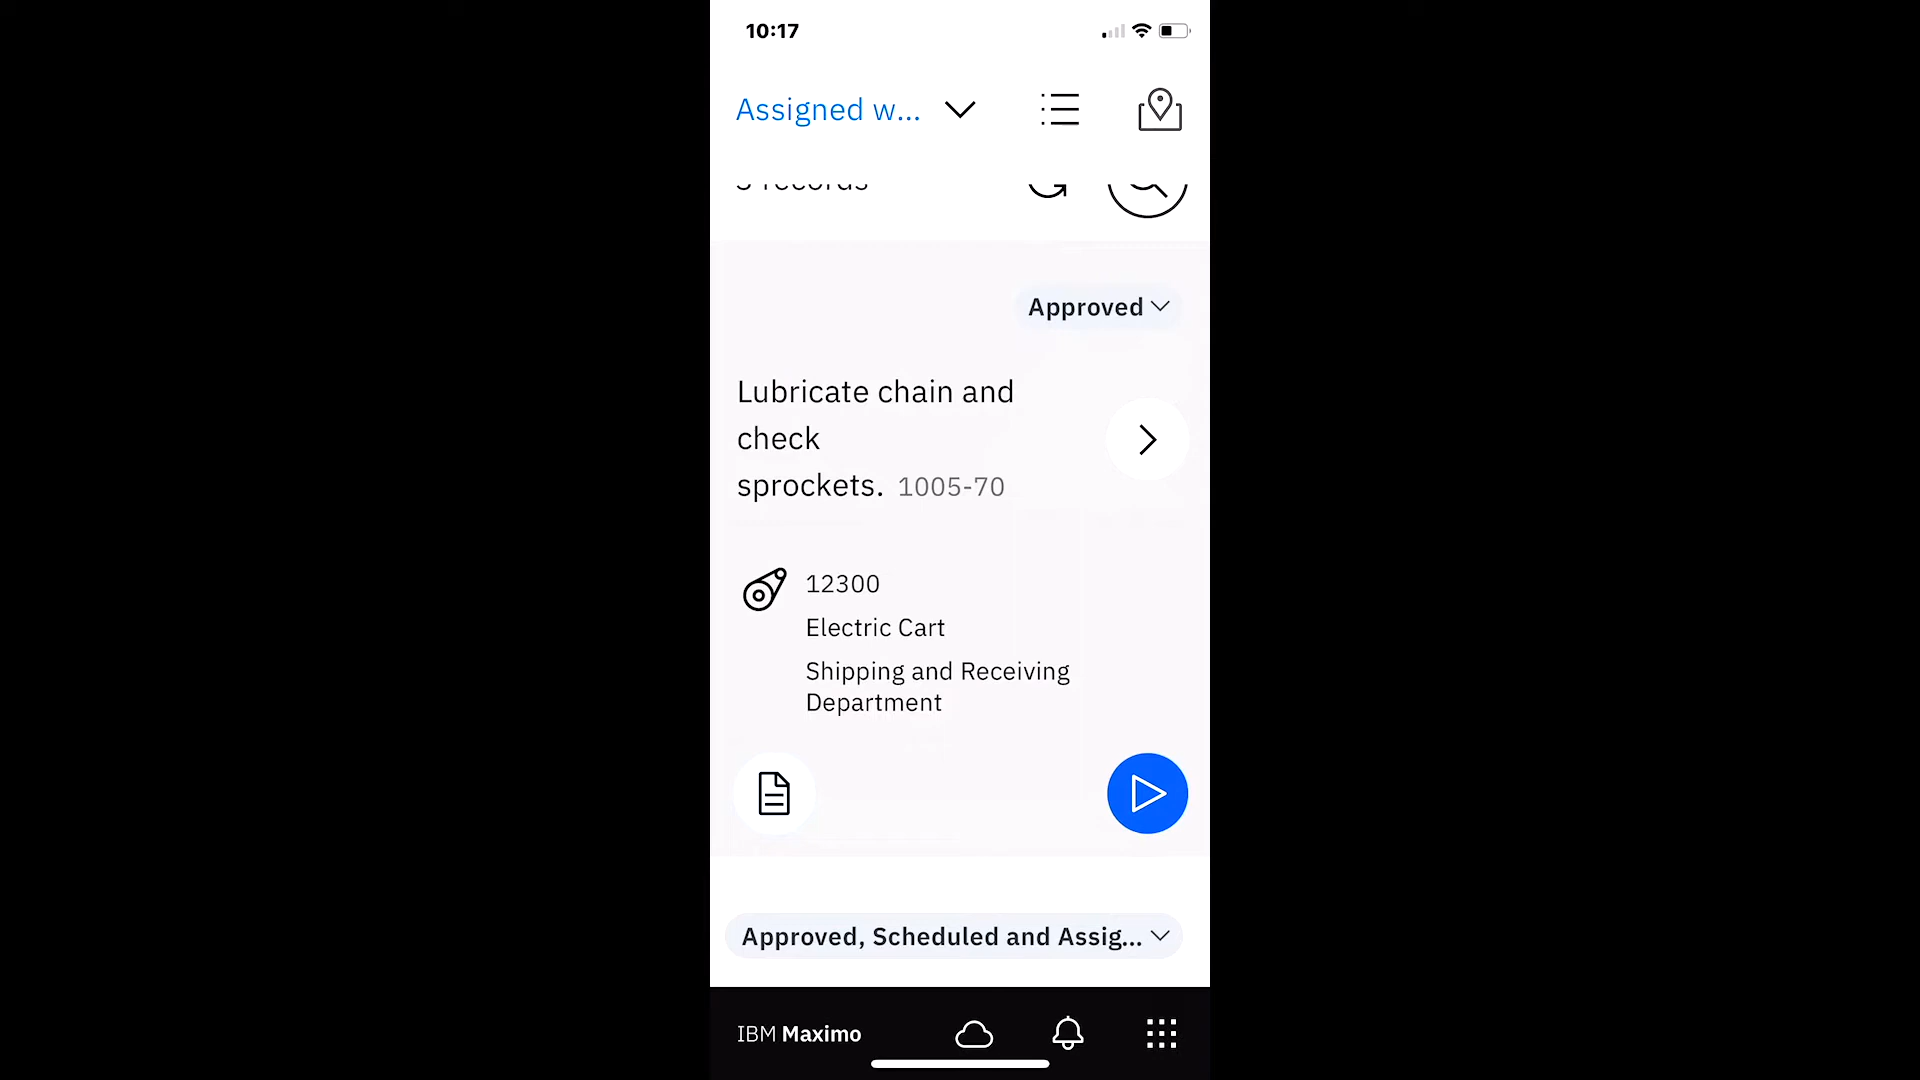 10:17
Assigned w...
records
Approved
Lubricate chain and
check
sprockets. 1005-70
12300
Electric Cart
Shipping and Receiving
Department
Approved, Scheduled and Assig...
IBM Maximo